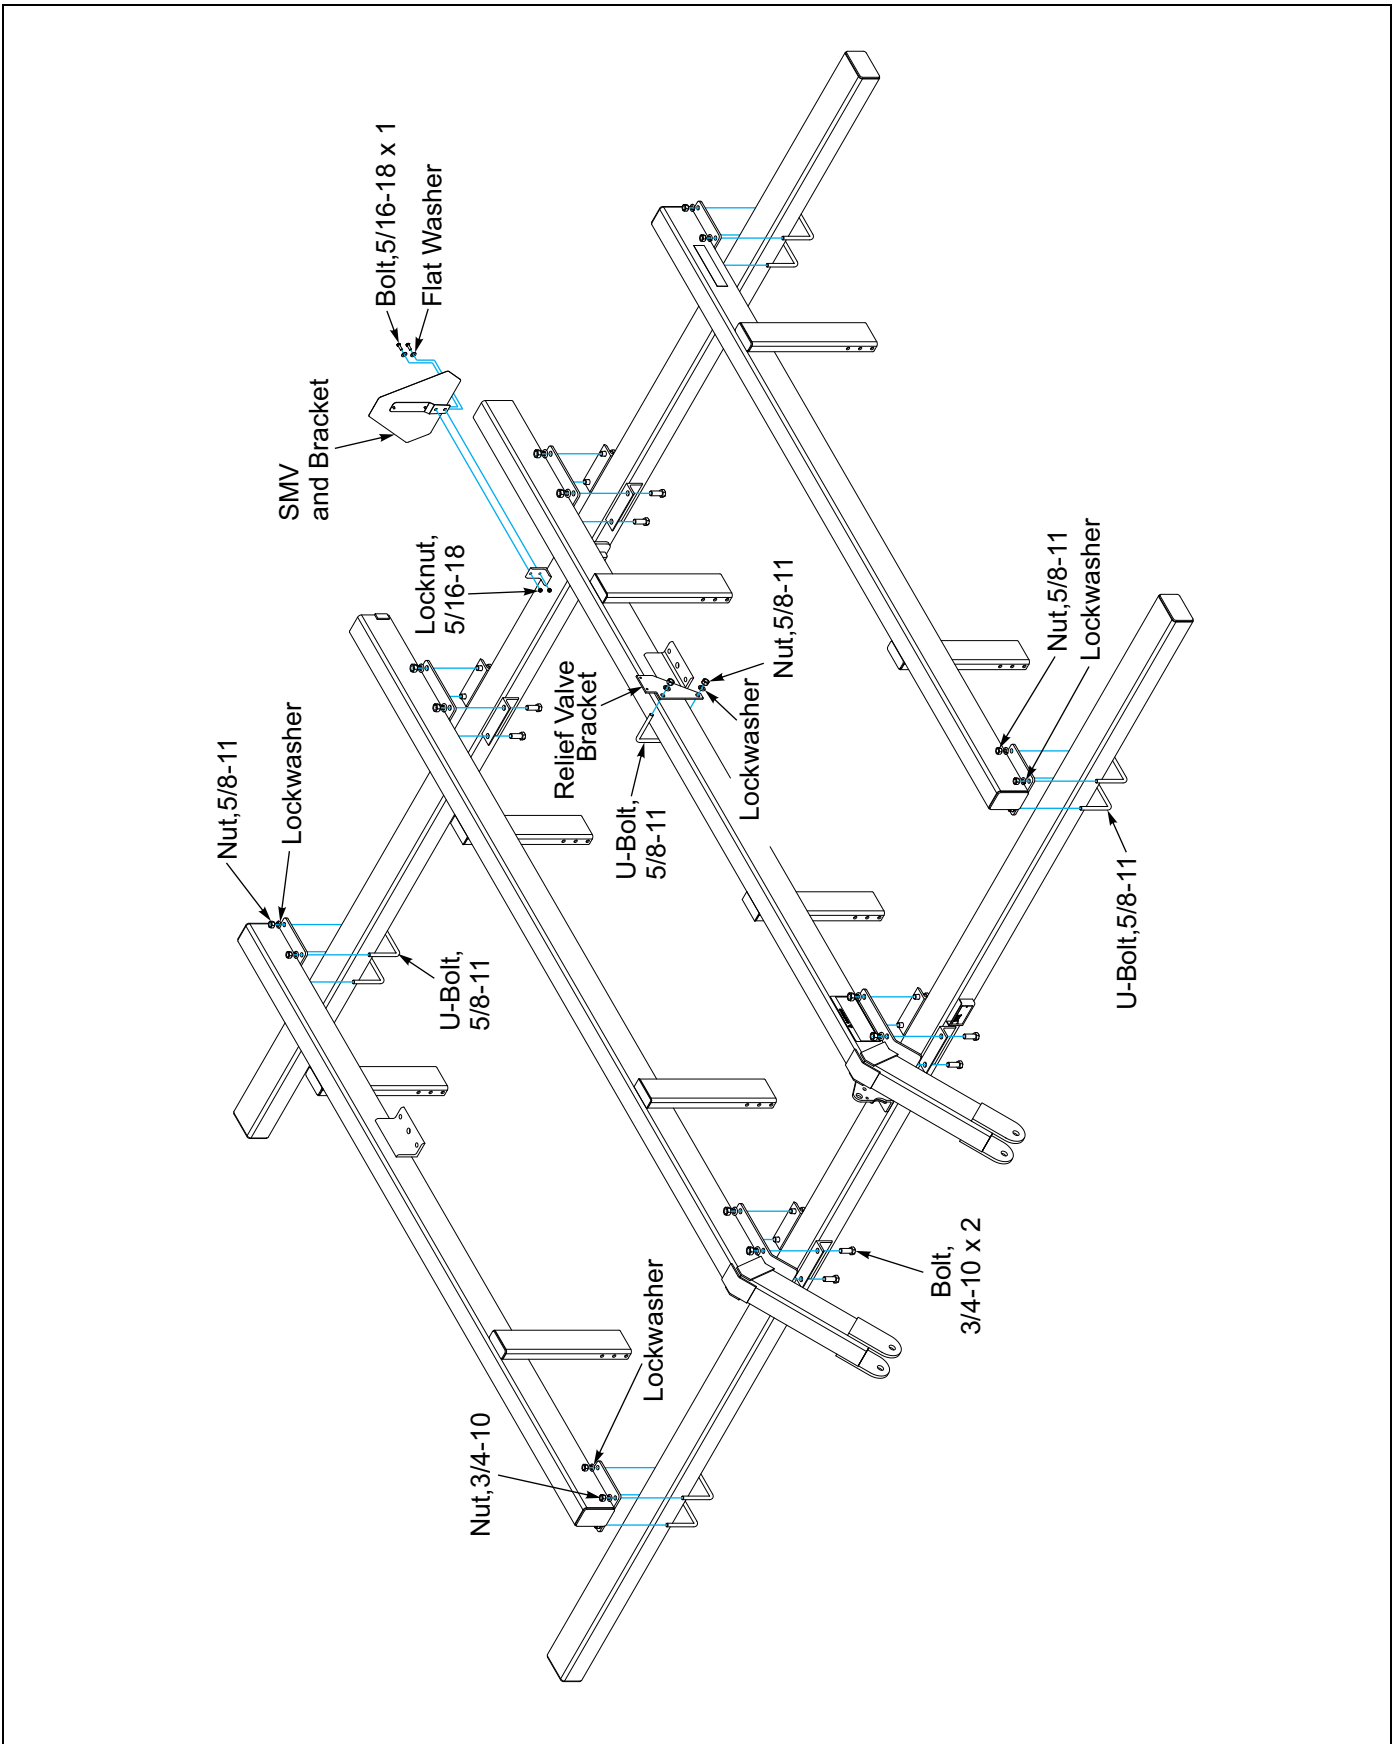 Nut,5/8-11
Lockwasher
SMV
and Bracket
Bolt,5/16-18 x 1
Flat Washer
Locknut,
5/16-18
U-Bolt,
5/8-11
Nut,3/4-10
Relief Valve
Bracket
U-Bolt,
5/8-11
Lockwasher
Lockwasher
Nut,5/8-11
Bolt,
3/4-10 x 2
Nut,5/8-11
Lockwasher
U-Bolt,5/8-11